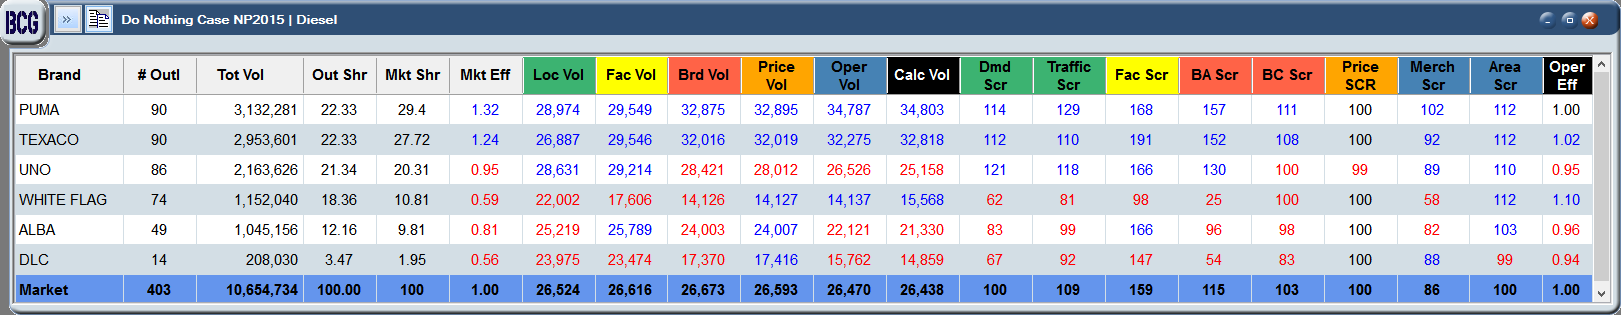 BCG » Do Nothing Case NP2015 | Diesel
Brand # Outl Tot Vol Out Shr Mkt Shr Mkt Eff Loc Vol Fac Vol Brd Vol Price Vol Oper Vol Calc Vol Dmd Scr Traffic Scr Fac Scr BA Scr BC Scr Price SCR Merch Scr Area Scr Oper Eff
PUMA 90 3,132,281 22.33 29.4 1.32 28,974 29,549 32,875 32,895 34,787 34,803 114 129 168 157 111 100 102 112 1.00
TEXACO 90 2,953,601 22.33 27.72 1.24 26,887 29,546 32,016 32,019 32,275 32,818 112 110 191 152 108 100 92 112 1.02
UNO 86 2,163,626 21.34 20.31 0.95 28,631 29,214 28,421 28,012 26,526 25,158 121 118 166 130 100 99 89 110 0.95
WHITE FLAG 74 1,152,040 18.36 10.81 0.59 22,002 17,606 14,126 14,127 14,137 15,568 62 81 98 25 100 100 58 112 1.10
ALBA 49 1,045,156 12.16 9.81 0.81 25,219 25,789 24,003 24,007 22,121 21,330 83 99 166 96 98 100 82 103 0.96
DLC 14 208,030 3.47 1.95 0.56 23,975 23,474 17,370 17,416 15,762 14,859 67 92 147 54 83 100 88 99 0.94
Market 403 10,654,734 100.00 100 1.00 26,524 26,616 26,673 26,593 26,470 26,438 100 109 159 115 103 100 86 100 1.00